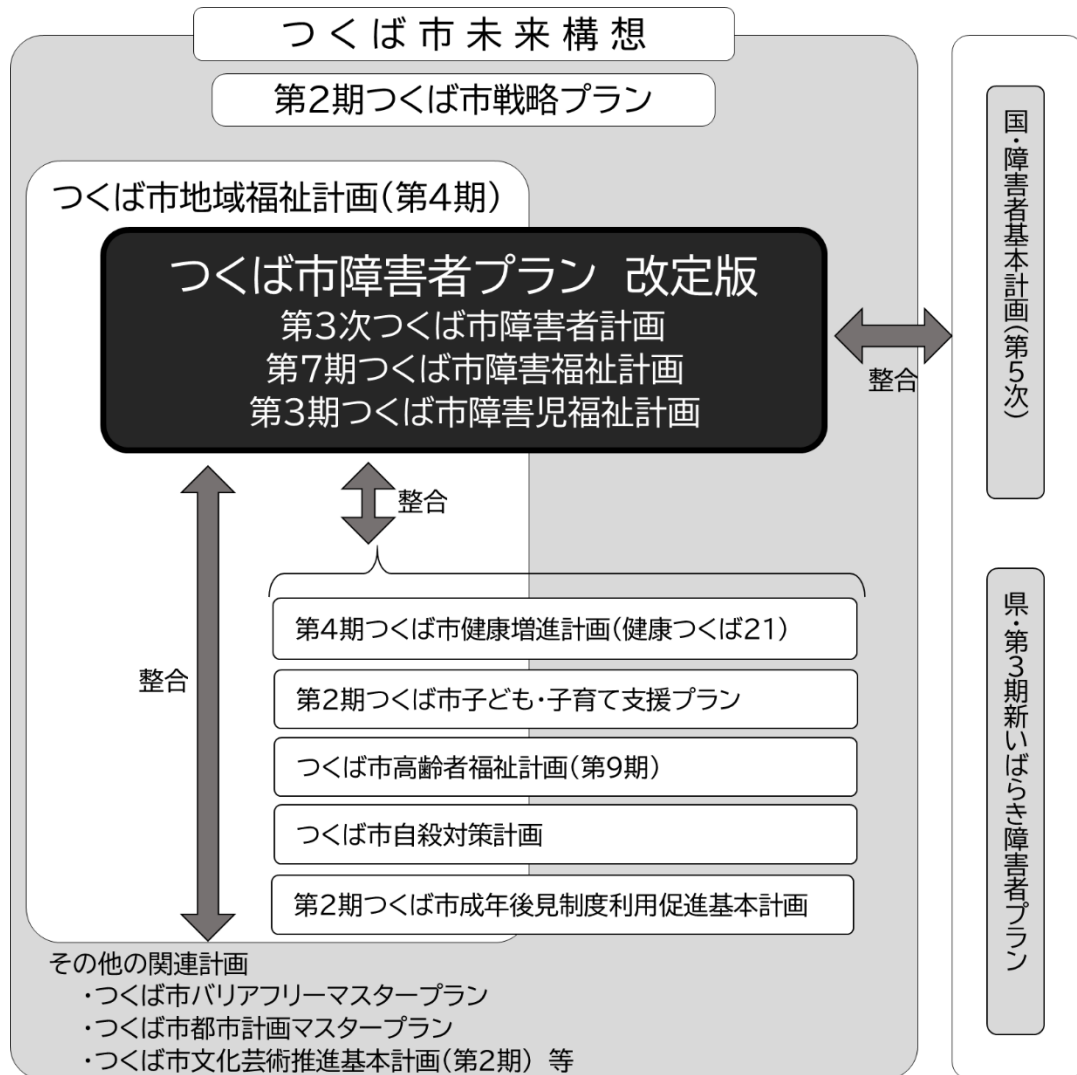 つくば市未来構想
第2期つくば市戦略プラン
つくば市地域福祉計画(第4期)
つくば市障害者プラン 改定版
第3次つくば市障害者計画
第7期つくば市障害福祉計画
第3期つくば市障害児福祉計画
整合
整合
整合
第4期つくば市健康増進計画(健康つくば21)
第2期つくば市子ども・子育て支援プラン
つくば市高齢者福祉計画(第9期)
つくば市自殺対策計画
第2期つくば市成年後見制度利用促進基本計画
その他の関連計画
・つくば市バリアフリーマスタープラン
・つくば市都市計画マスタープラン
・つくば市文化芸術推進基本計画(第2期) 等
国・障害者基本計画(第5次)
県・第3期新いばらき障害者プラン